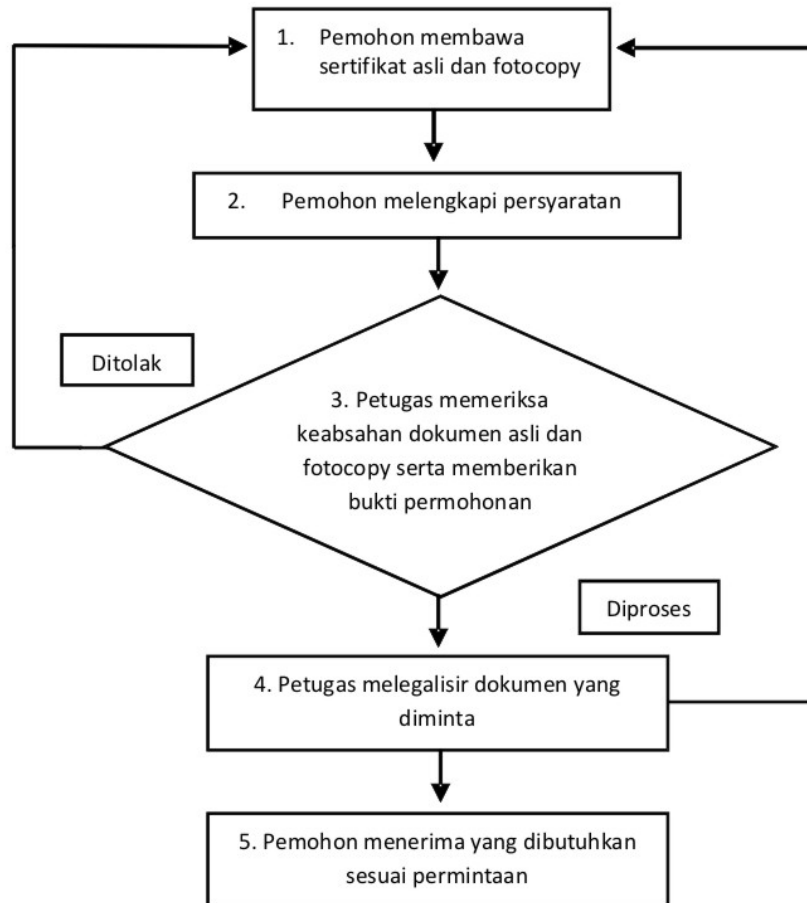 1. Pemohon membawa
sertifikat asli dan fotocopy
2. Pemohon melengkapi persyaratan
Ditolak
3. Petugas memeriksa
keabsahan dokumen asli dan
fotocopy serta memberikan
bukti permohonan
Diproses
4. Petugas melegalisir dokumen yang
diminta
5. Pemohon menerima yang dibutuhkan
sesuai permintaan